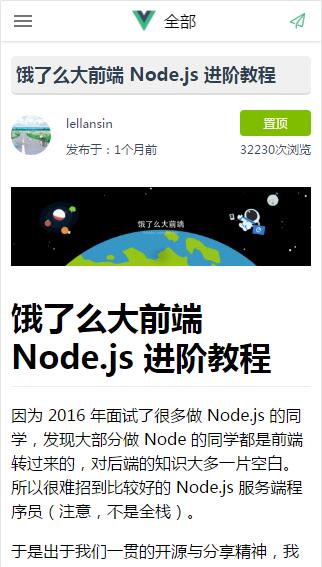 全部
饿了么大前端 Node.js 进阶教程
lellansin
置顶
发布于：1个月前
32230次浏览
饿了么大前端
饿了么大前端
Node.js 进阶教程
因为 2016 年面试了很多做 Node.js 的同
学，发现大部分做 Node 的同学都是前端
转过来的，对后端的知识大多一片空白。
所以很难招到比较好的 Node.js 服务端程
序员（注意，不是全栈）。
于是出于我们一贯的开源与分享精神，我